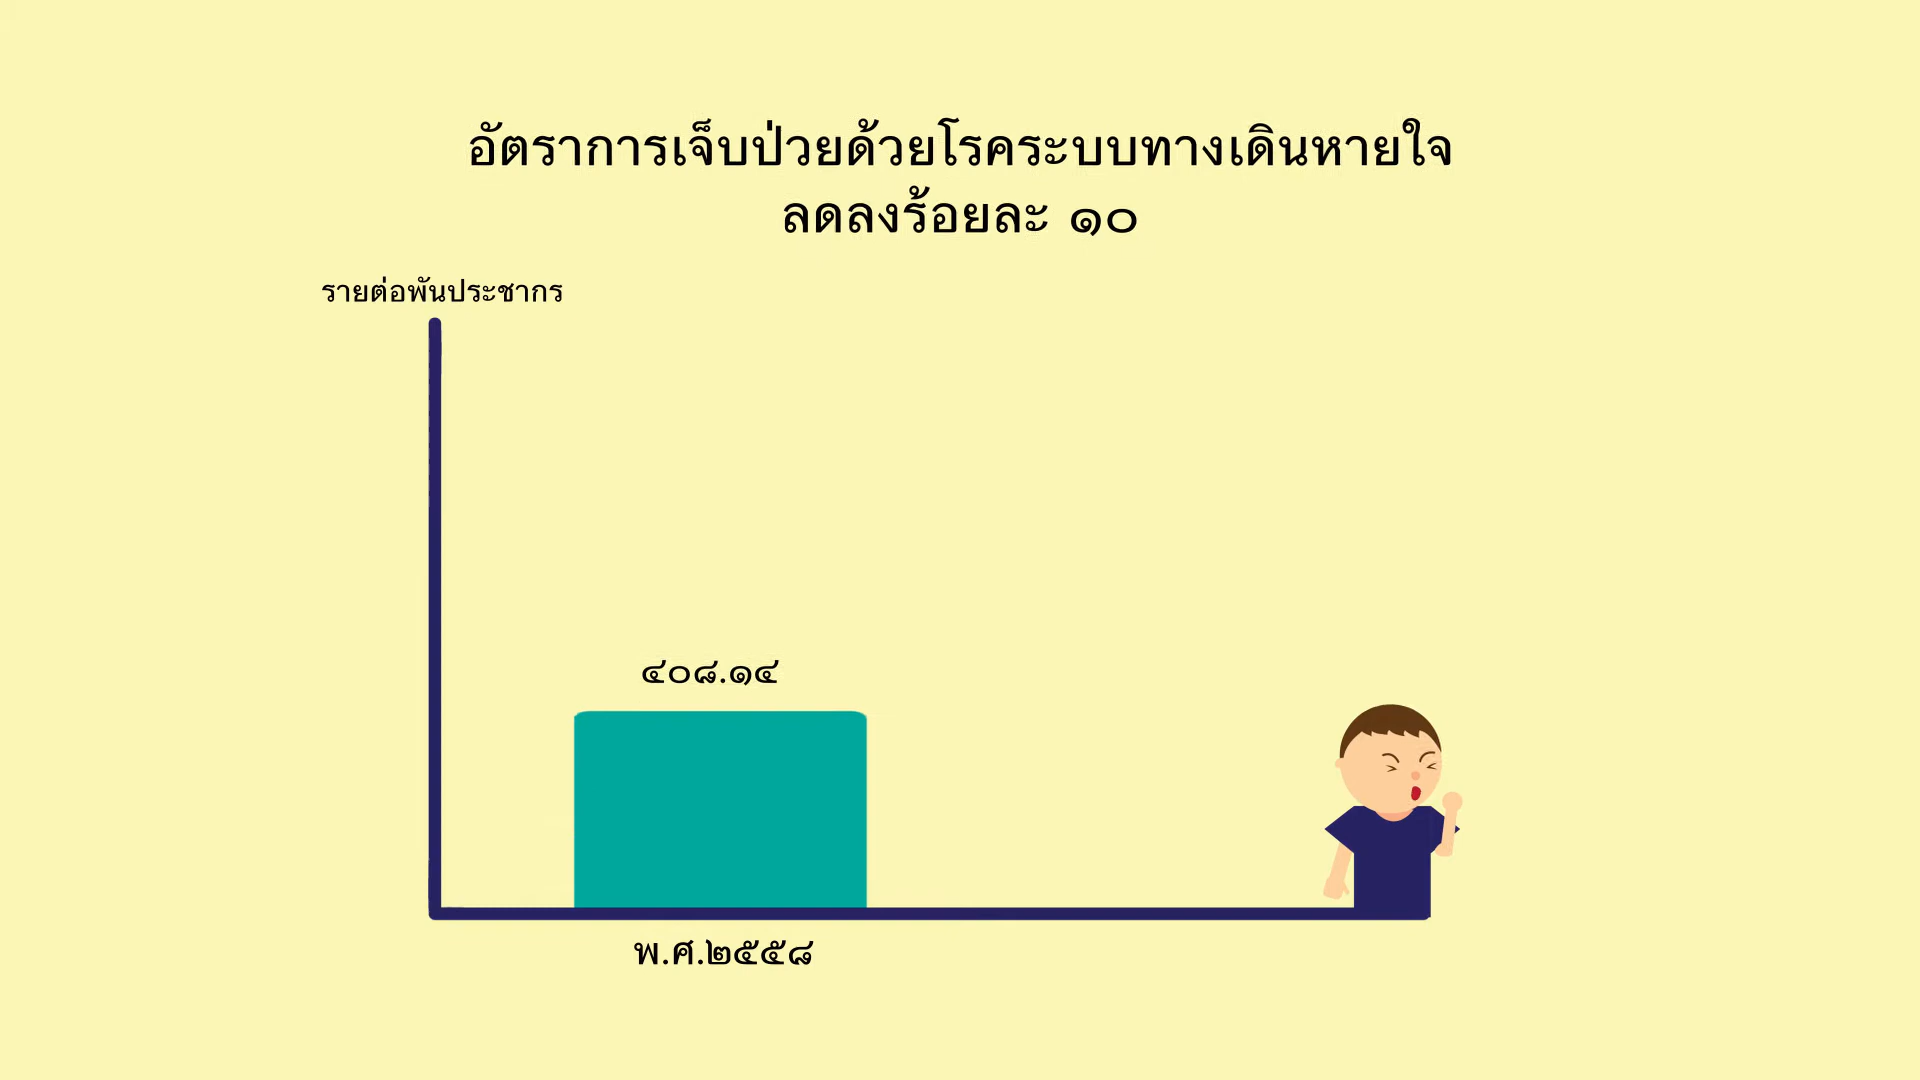 อัตราการเจ็บป่วยด้วยโรคระบบทางเดินหายใจ
ลดลงร้อยละ ๑๐
รายต่อพันประชากร
๔๐๘.๑๔
พ.ศ.๒๕๕๘